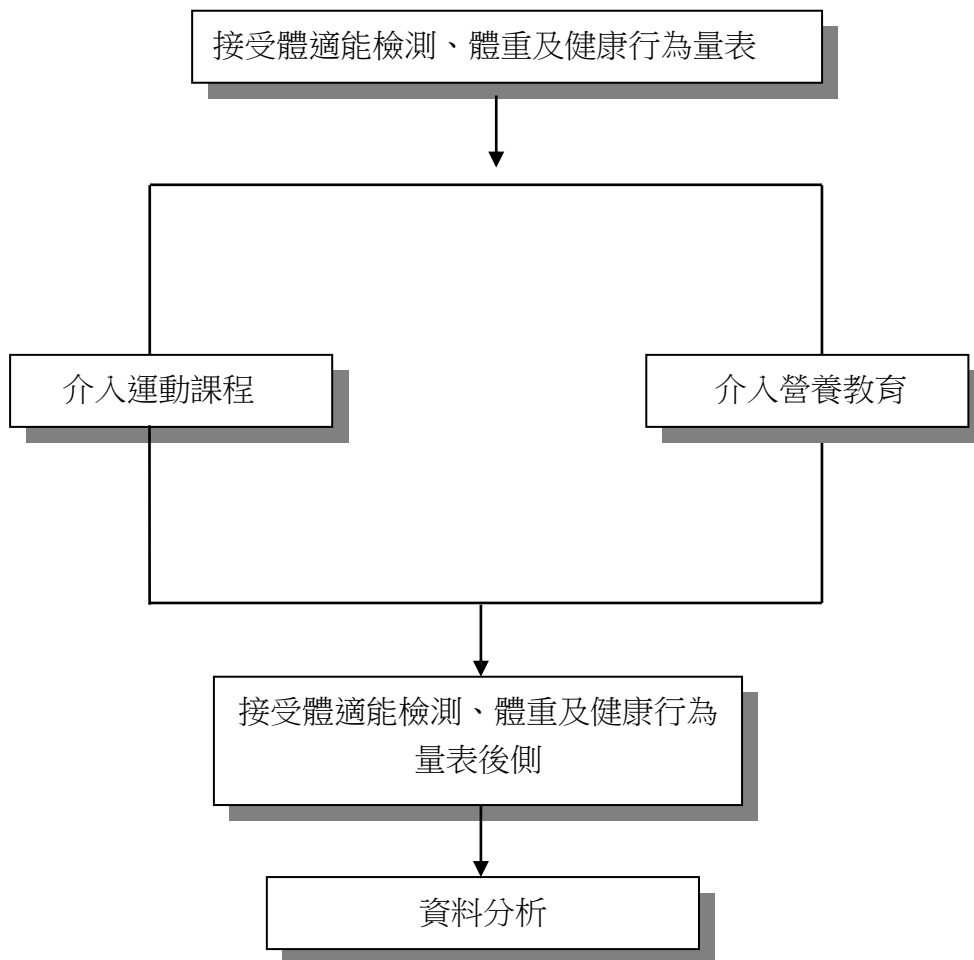 接受體適能檢測、體重及健康行為量表
介入運動課程
介入營養教育
接受體適能檢測、體重及健康行為
量表後側
資料分析